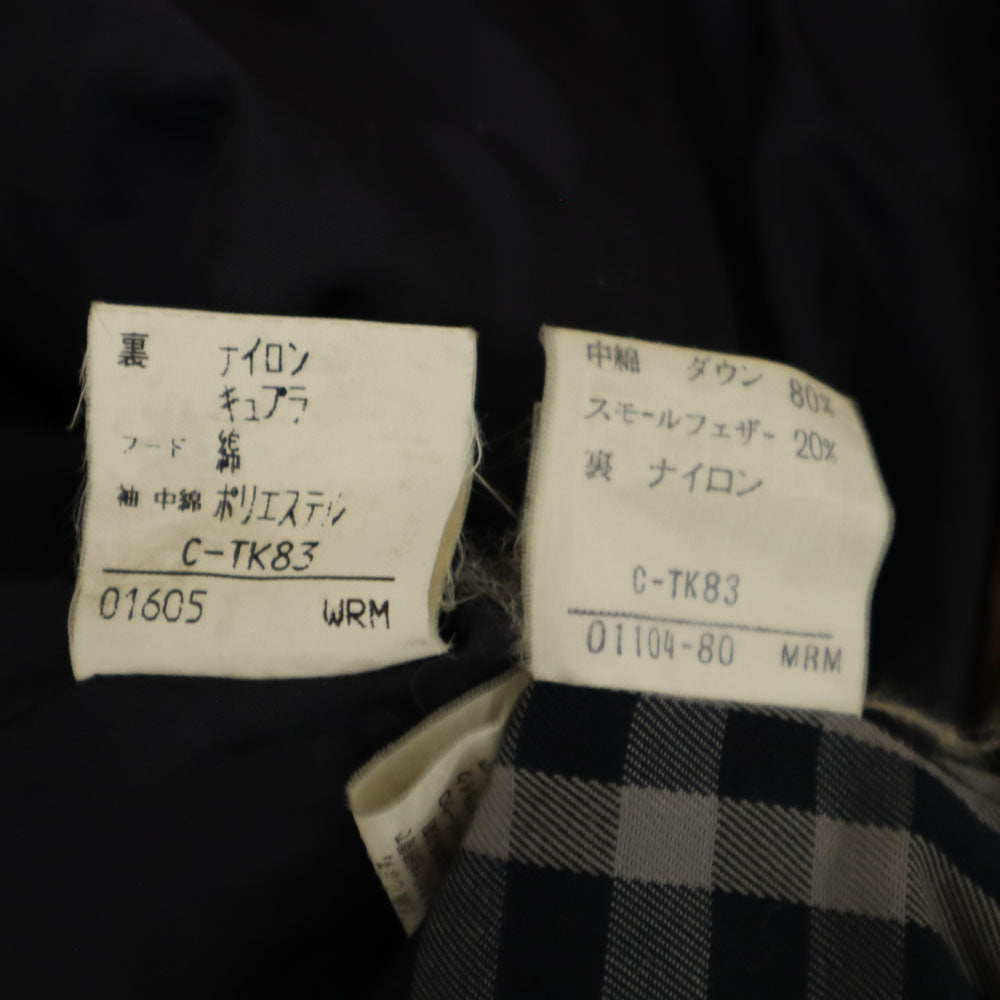 裏 ナイロン
キュプラ
フード 綿
袖 中綿 ポリエステル
C-TK83
01605 WRM
中綿 ダウン 80%
スモールフェザー 20%
裏 ナイロン
C-TK83
01104-80 MRM